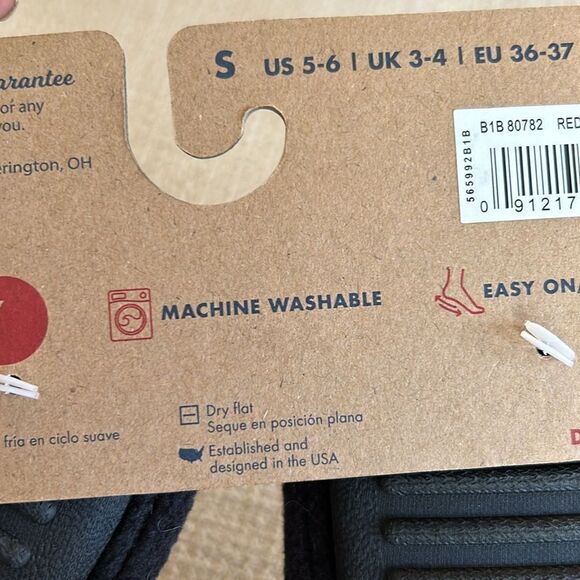 arantee
or any
you.
erington, OH
S US 5-6 | UK 3-4 | EU 36-37
565992B1B
B1B 80782 RED
0 91217
MACHINE WASHABLE
EASY ON
fría en ciclo suave
Dry flat
Seque en posición plana
Established and
designed in the USA
D